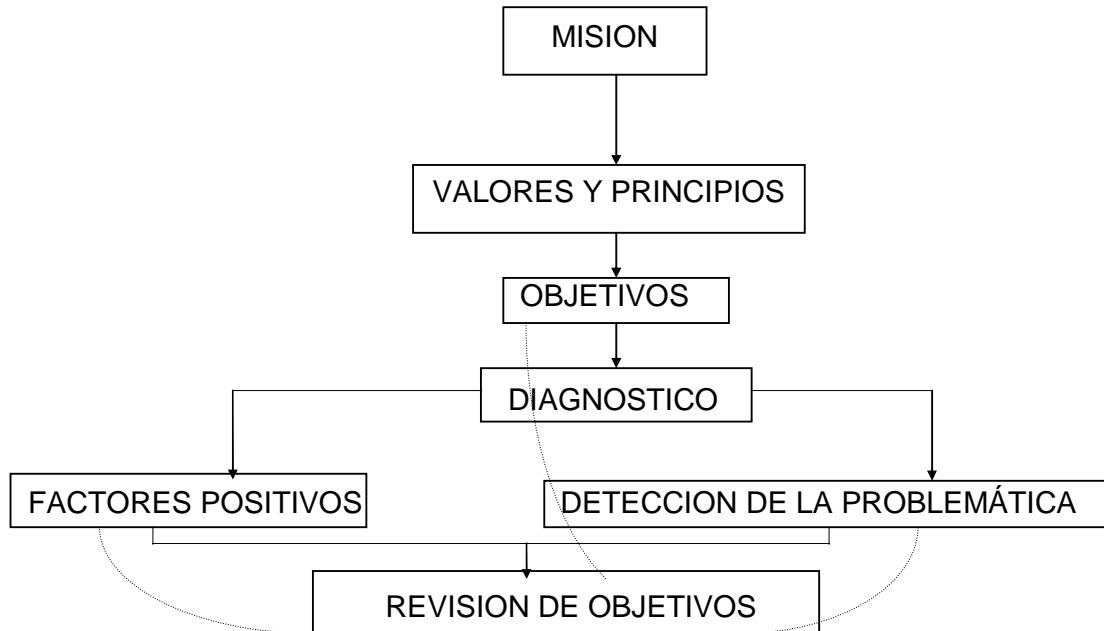 MISION
VALORES Y PRINCIPIOS
OBJETIVOS
DIAGNOSTICO
FACTORES POSITIVOS
DETECCION DE LA PROBLEMÁTICA
REVISION DE OBJETIVOS